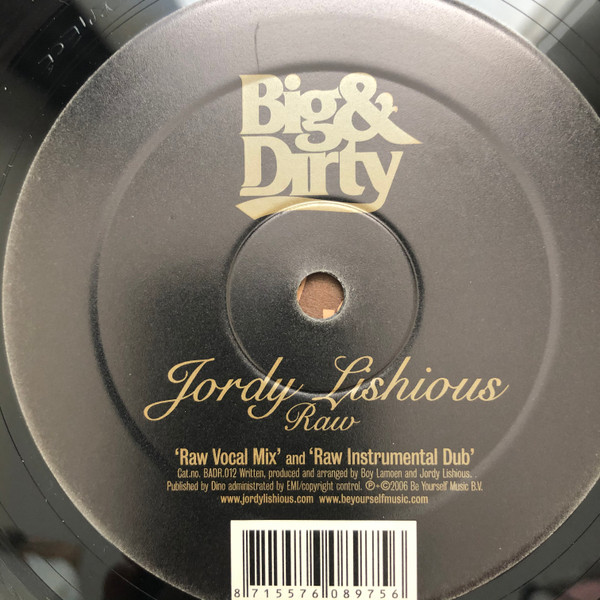 Big&
Dirty
Jordy Lishious
Raw
‘Raw Vocal Mix’ and ‘Raw Instrumental Dub’
Cat.no. BADR.012 Written, produced and arranged by Boy Lamoen and Jordy Lishious.
Published by Dino administrated by EMI/copyright control. ℗+©2006 Be Yourself Music B.V.
www.jordylishious.com www.beyourselfmusic.com
8 715576 089756